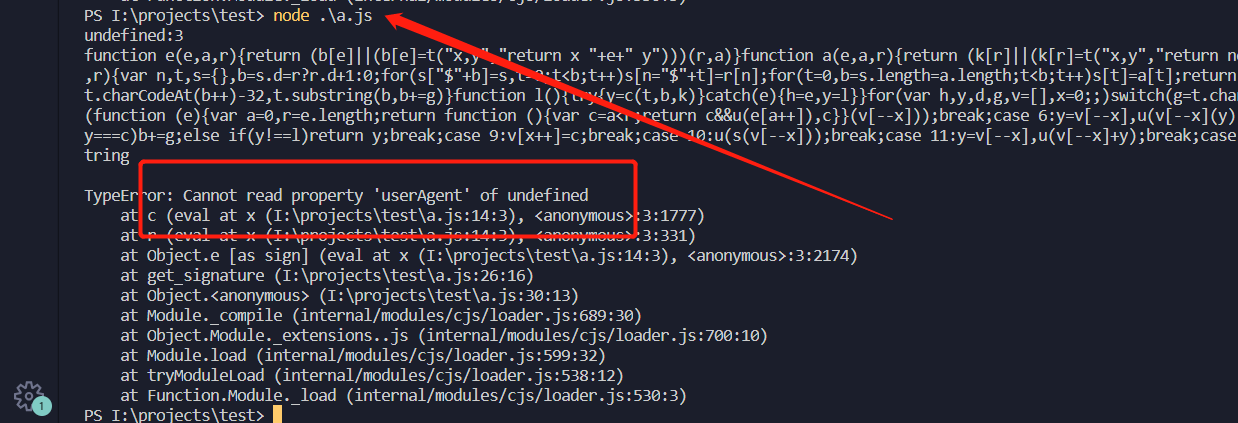 PS I:\projects\test> node .\a.js
undefined:3
function e(e,a,r){return (b[e]||(b[e]=t("x,y","return x "+e+" y")))(r,a)}function a(e,a,r){return (k[r]||(k[r]=t("x,y","return
,r){var n,t,s={},b=s.d=r?r.d+1:0;for(s["$"+b]=s,t=0;t<b;t++)s[n="$"+t]=r[n];for(t=0,b=s.length=a.length;t<b;t++)s[t]=a[t];return
t.charCodeAt(b++)-32,t.substring(b,b+=g)}function l(){try{y=c(t,b,k)}catch(e){h=e,y=l}}for(var h,y,d,g,v=[],x=0;;)switch(g=t.cha
(function (e){var a=0,r=e.length;return function (){var c=a<r;return c&&u(e[a++]),c}}(v[--x]));break;case 6:y=v[--x],u(v[--x](y)
y===c)b+=g;else if(y!==l)return y;break;case 9:v[x++]=c;break;case 10:u(s(v[--x]));break;case 11:y=v[--x],u(v[--x]+y);break;case
tring
TypeError: Cannot read property 'userAgent' of undefined
at c (eval at x (I:\projects\test\a.js:14:3), <anonymous>:3:1777)
at r (eval at x (I:\projects\test\a.js:14:3), <anonymous>:3:331)
at Object.e [as sign] (eval at x (I:\projects\test\a.js:14:3), <anonymous>:3:2174)
at get_signature (I:\projects\test\a.js:26:16)
at Object.<anonymous> (I:\projects\test\a.js:30:13)
at Module._compile (internal/modules/cjs/loader.js:689:30)
at Object.Module._extensions..js (internal/modules/cjs/loader.js:700:10)
at Module.load (internal/modules/cjs/loader.js:599:32)
at tryModuleLoad (internal/modules/cjs/loader.js:538:12)
at Function.Module._load (internal/modules/cjs/loader.js:530:3)
1
PS I:\projects\test>